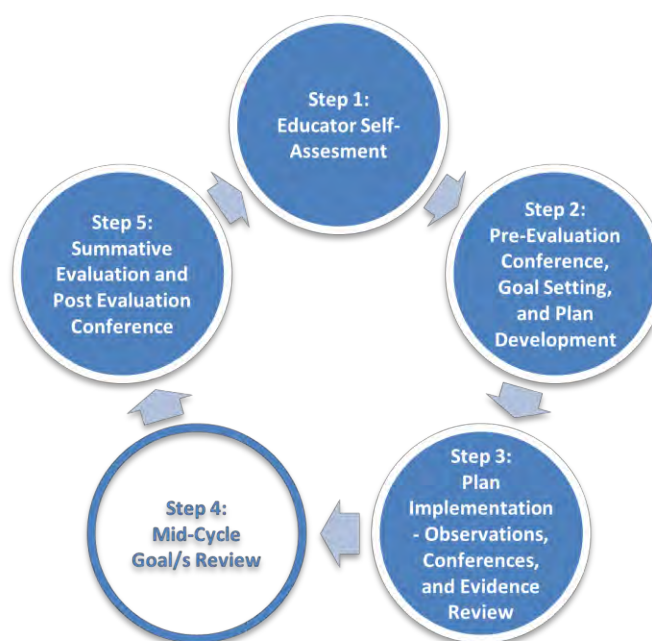 Step 1:
Educator Self-
Assesment
Step 2:
Pre-Evaluation
Conference,
Goal Setting,
and Plan
Development
Step 3:
Plan
Implementation
- Observations,
Conferences,
and Evidence
Review
Step 4:
Mid-Cycle
Goal/s Review
Step 5:
Summative
Evaluation and
Post Evaluation
Conference